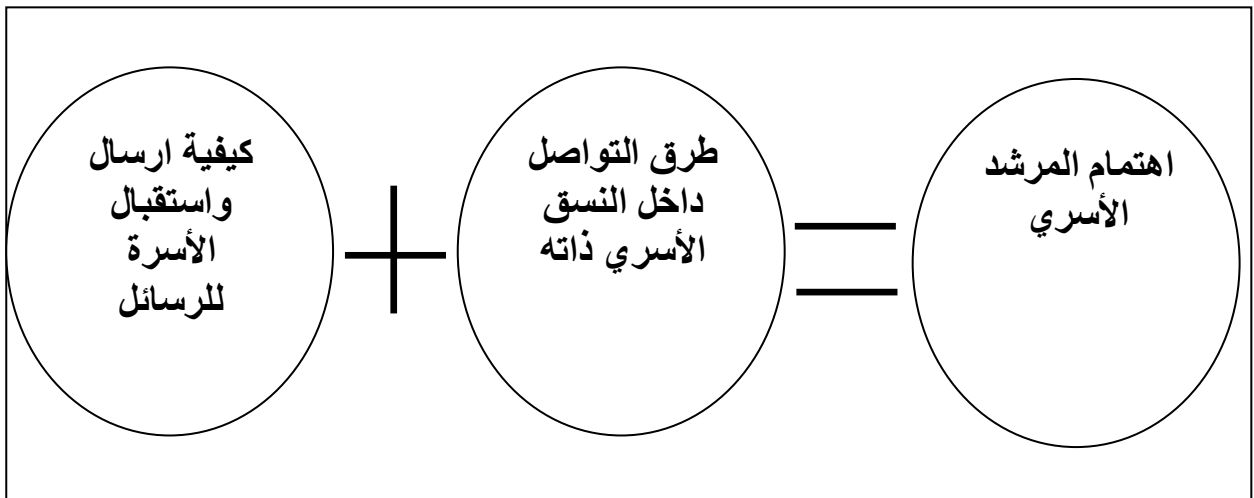 اهتمام المرشد
الأسري
=
طرق التواصل
داخل النسق
الأسري ذاته
+
كيفية ارسال
واستقبال
الأسرة
للرسائل